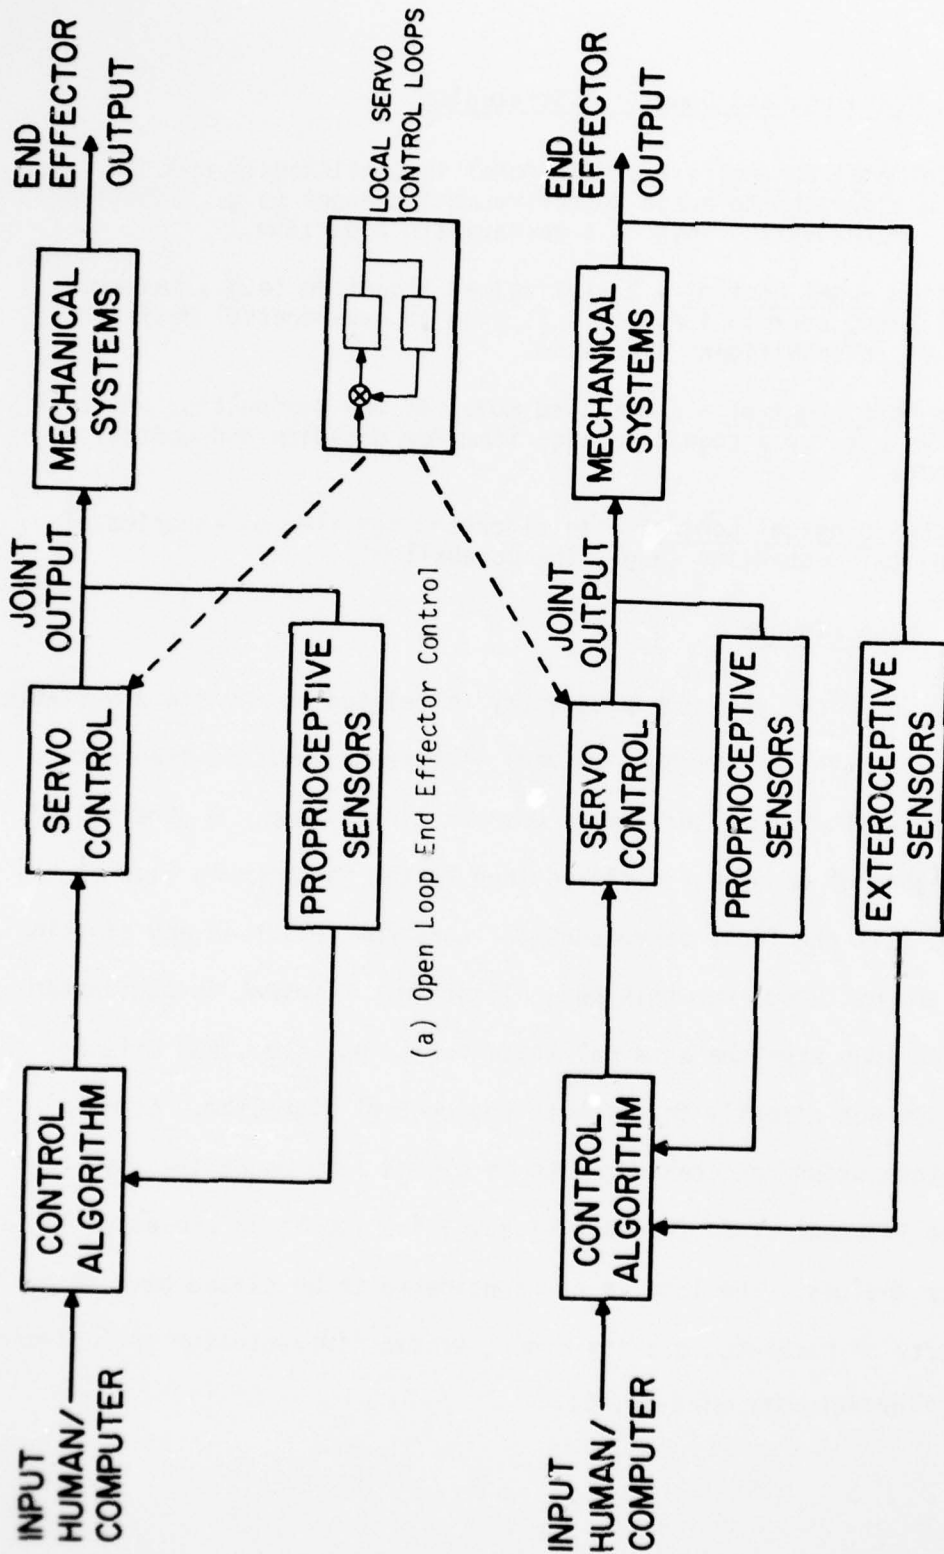 INPUT
HUMAN/
COMPUTER
CONTROL
ALGORITHM
SERVO
CONTROL
JOINT
OUTPUT
MECHANICAL
SYSTEMS
END
EFFECTOR
OUTPUT
PROPRIOCEPTIVE
SENSORS
LOCAL SERVO
CONTROL LOOPS
(a) Open Loop End Effector Control
INPUT
HUMAN/
COMPUTER
CONTROL
ALGORITHM
SERVO
CONTROL
JOINT
OUTPUT
MECHANICAL
SYSTEMS
END
EFFECTOR
OUTPUT
PROPRIOCEPTIVE
SENSORS
EXTEROCEPTIVE
SENSORS